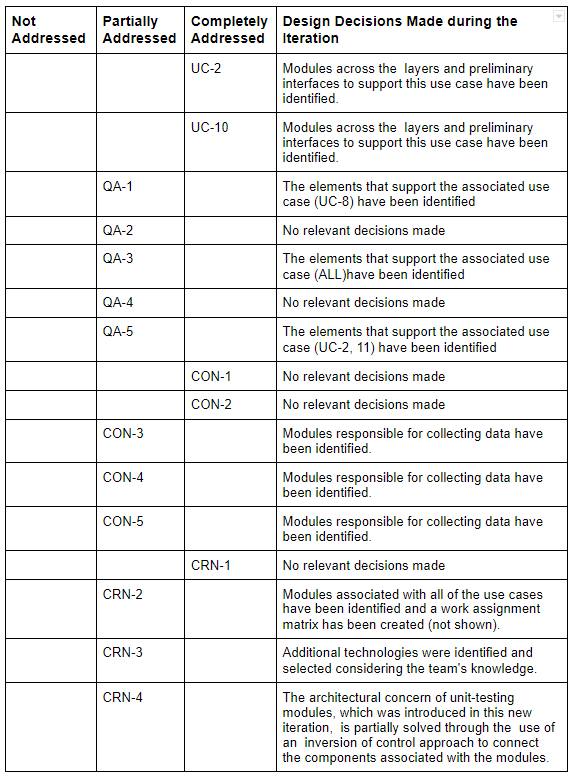 Not Addressed
Partially Addressed
Completely Addressed
Design Decisions Made during the Iteration
UC-2
Modules across the  layers and preliminary
interfaces to support this use case have been
identified.
UC-10
Modules across the  layers and preliminary
interfaces to support this use case have been
identified.
QA-1
The elements that support the associated use
case (UC-8) have been identified
QA-2
No relevant decisions made
QA-3
The elements that support the associated use
case (ALL)have been identified
QA-4
No relevant decisions made
QA-5
The elements that support the associated use
case (UC-2, 11) have been identified
CON-1
No relevant decisions made
CON-2
No relevant decisions made
CON-3
Modules responsible for collecting data have
been identified.
CON-4
Modules responsible for collecting data have
been identified.
CON-5
Modules responsible for collecting data have
been identified.
CRN-1
No relevant decisions made
CRN-2
Modules associated with all of the use cases
have been identified and a work assignment
matrix has been created (not shown).
CRN-3
Additional technologies were identified and
selected considering the team's knowledge.
CRN-4
The architectural concern of unit-testing
modules, which was introduced in this new
iteration,  is partially solved through the  use of
an  inversion of control approach to connect
the components associated with the modules.